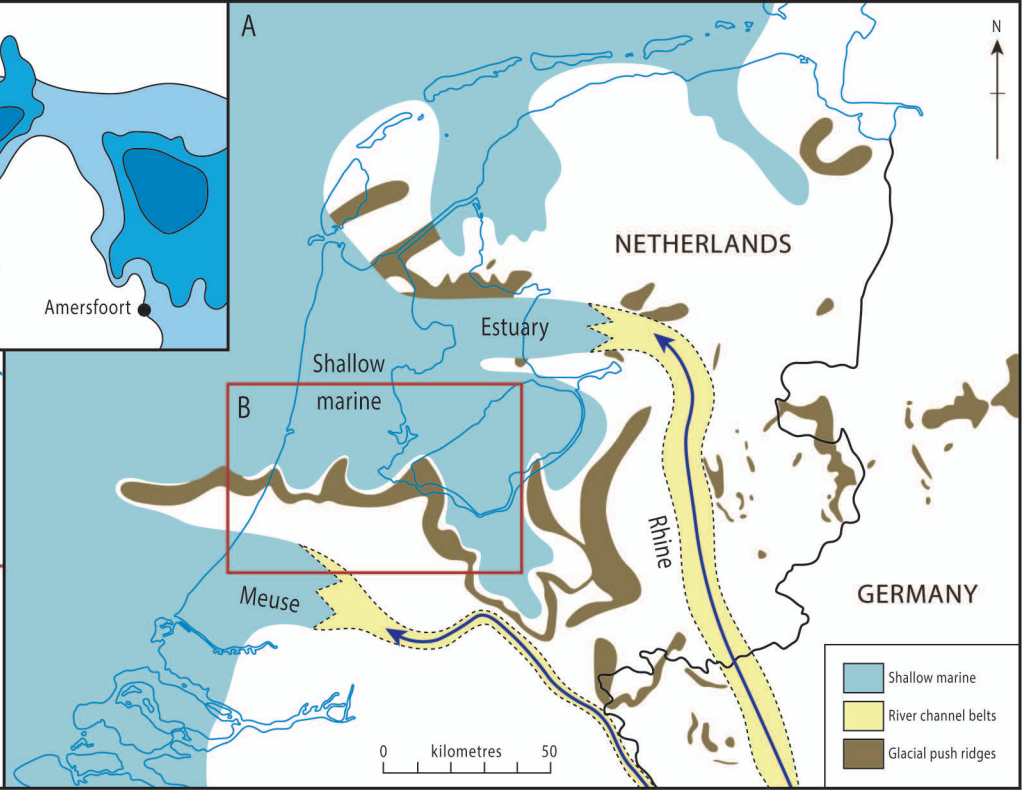 A
N
NETHERLANDS
Amersfoort
Estuary
Shallow
marine
B
Rhine
Meuse
GERMANY
Shallow marine
River channel belts
Glacial push ridges
0 kilometres 50